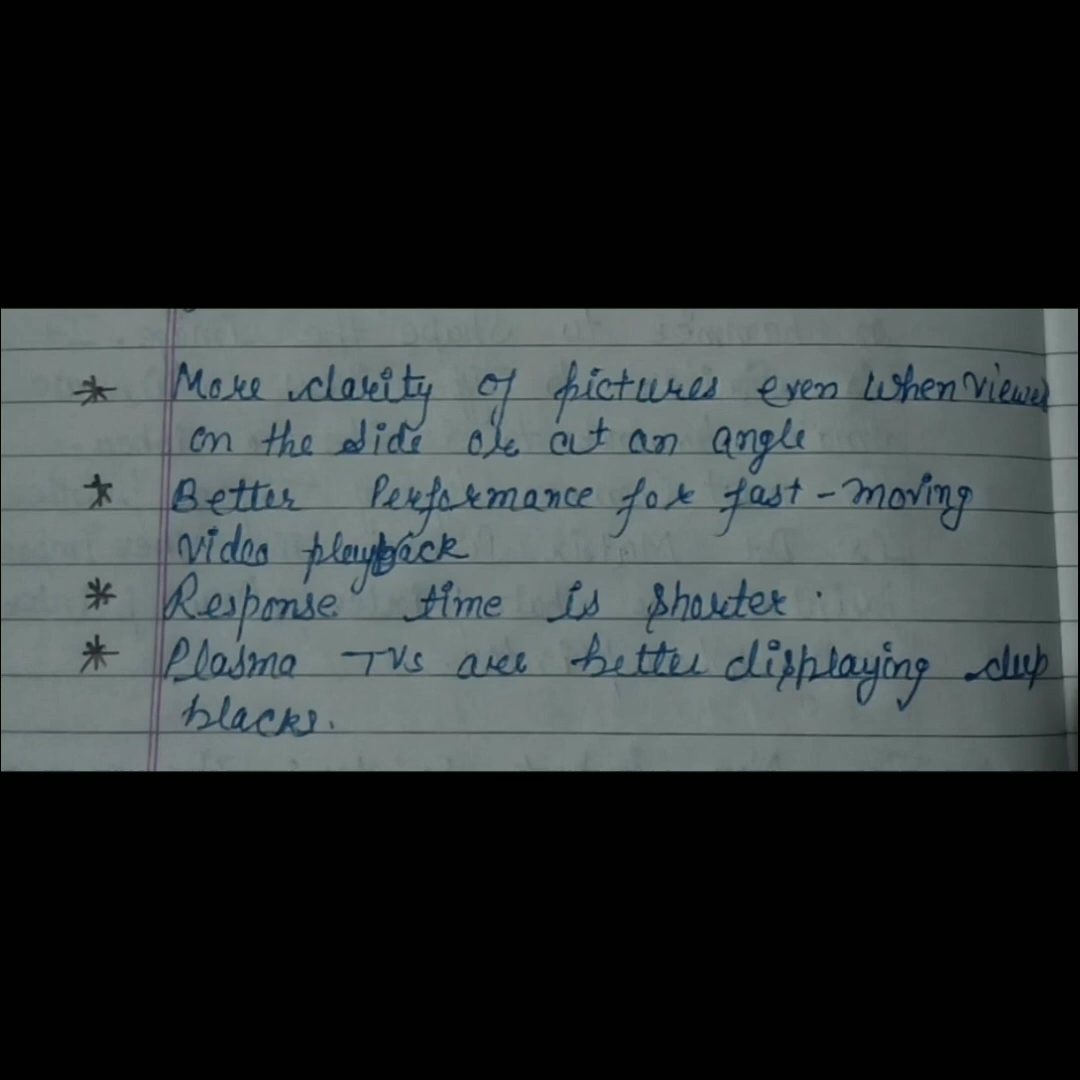 * More clarity of pictures even when viewed
on the side or at an angle
* Better Performance for fast-moving
video playback
* Response time is shorter.
* Plasma TVs are better displaying deep
blacks.